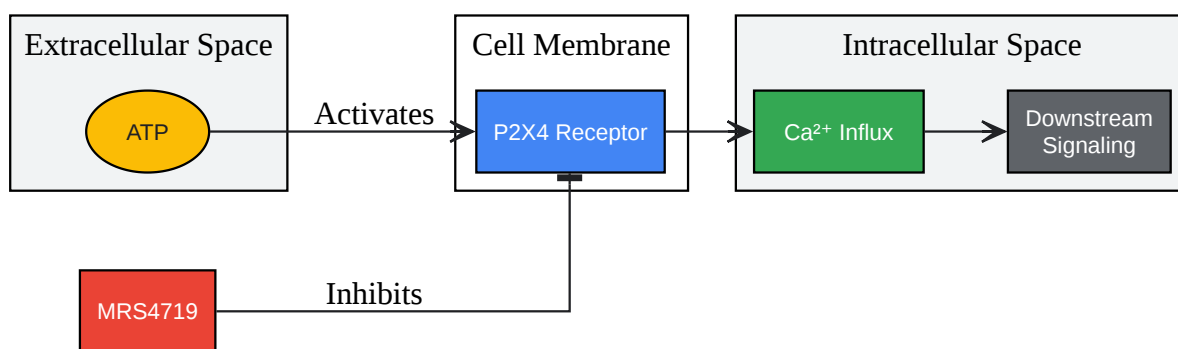 Extracellular Space
Cell Membrane
Intracellular Space
ATP
Activates
P2X4 Receptor
Ca²⁺ Influx
Downstream
Signaling
MRS4719
Inhibits